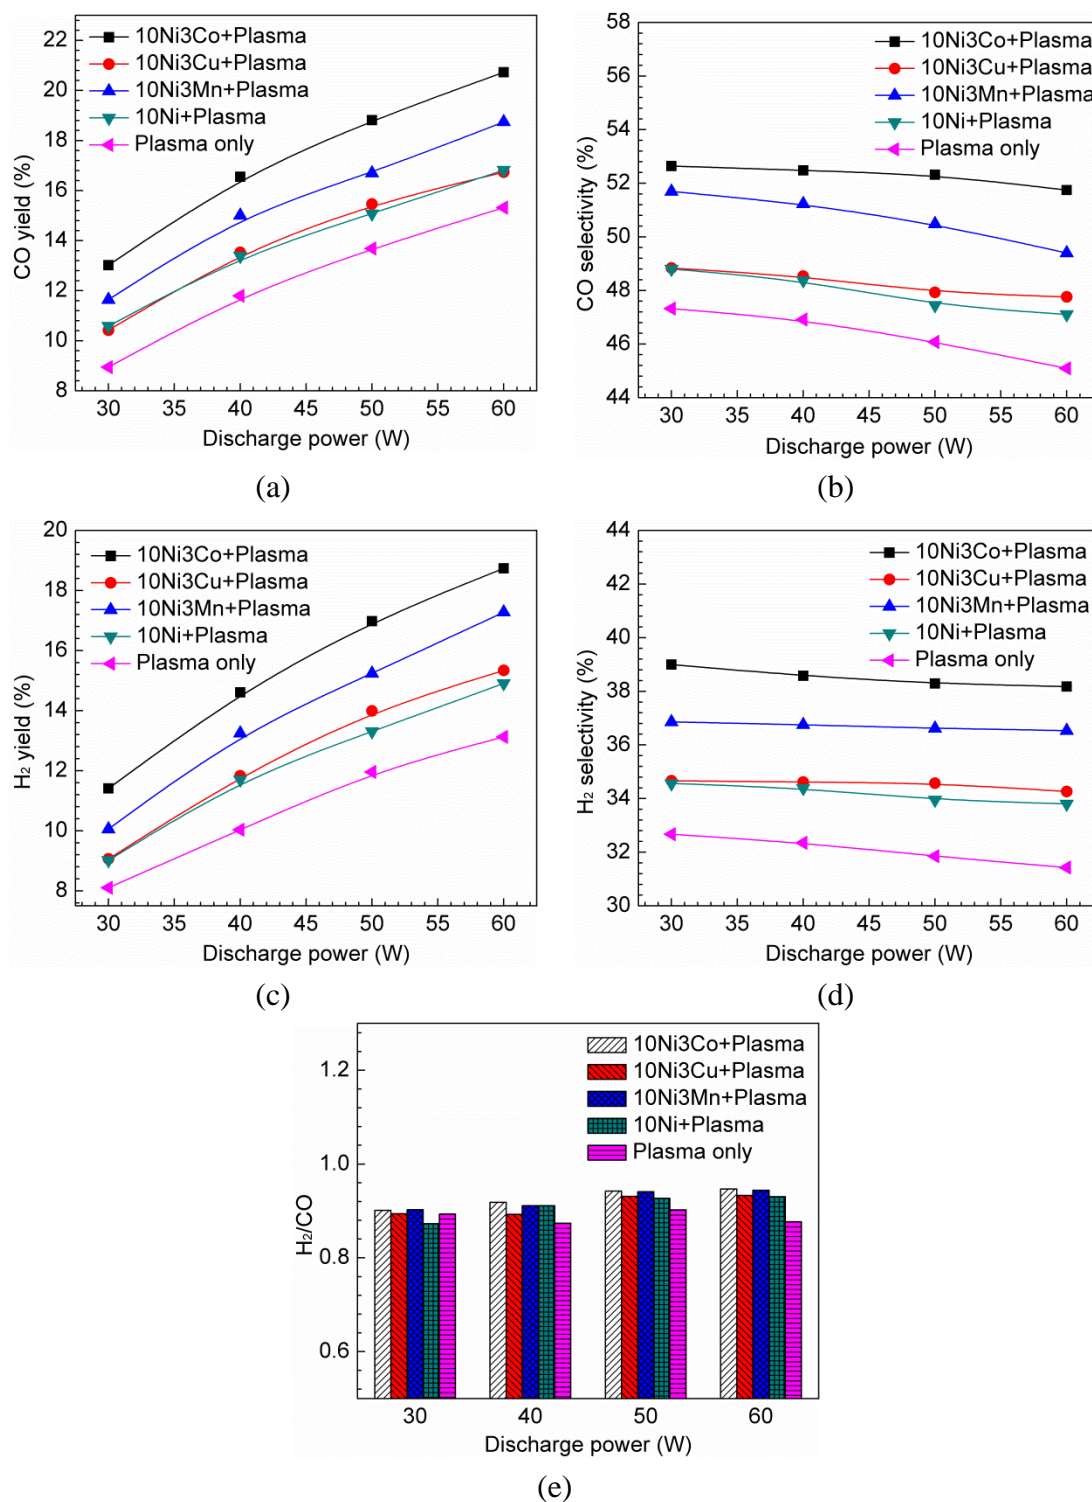 10Ni3Co+Plasma
10Ni3Cu+Plasma
10Ni3Mn+Plasma
10Ni+Plasma
Plasma only
22
20
18
16
14
12
10
8
CO yield (%)
30 35 40 45 50 55 60
Discharge power (W)
(a)
10Ni3Co+Plasma
10Ni3Cu+Plasma
10Ni3Mn+Plasma
10Ni+Plasma
Plasma only
58
56
54
52
50
48
46
44
CO selectivity (%)
30 35 40 45 50 55 60
Discharge power (W)
(b)
10Ni3Co+Plasma
10Ni3Cu+Plasma
10Ni3Mn+Plasma
10Ni+Plasma
Plasma only
20
18
16
14
12
10
8
H₂ yield (%)
30 35 40 45 50 55 60
Discharge power (W)
(c)
10Ni3Co+Plasma
10Ni3Cu+Plasma
10Ni3Mn+Plasma
10Ni+Plasma
Plasma only
44
42
40
38
36
34
32
30
H₂ selectivity (%)
30 35 40 45 50 55 60
Discharge power (W)
(d)
10Ni3Co+Plasma
10Ni3Cu+Plasma
10Ni3Mn+Plasma
10Ni+Plasma
Plasma only
1.2
1.0
0.8
0.6
H₂/CO
30 40 50 60
Discharge power (W)
(e)